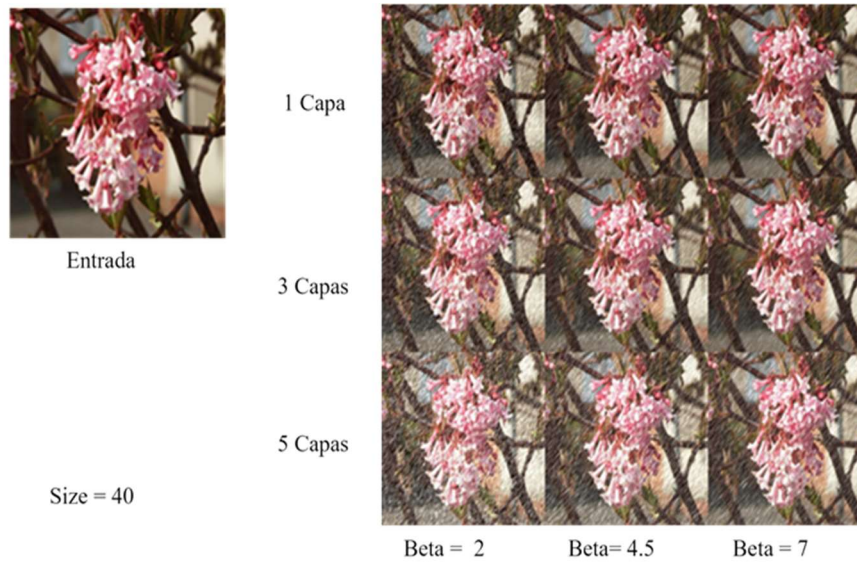 Entrada
1 Capa
3 Capas
5 Capas
Size = 40
Beta = 2
Beta= 4.5
Beta = 7